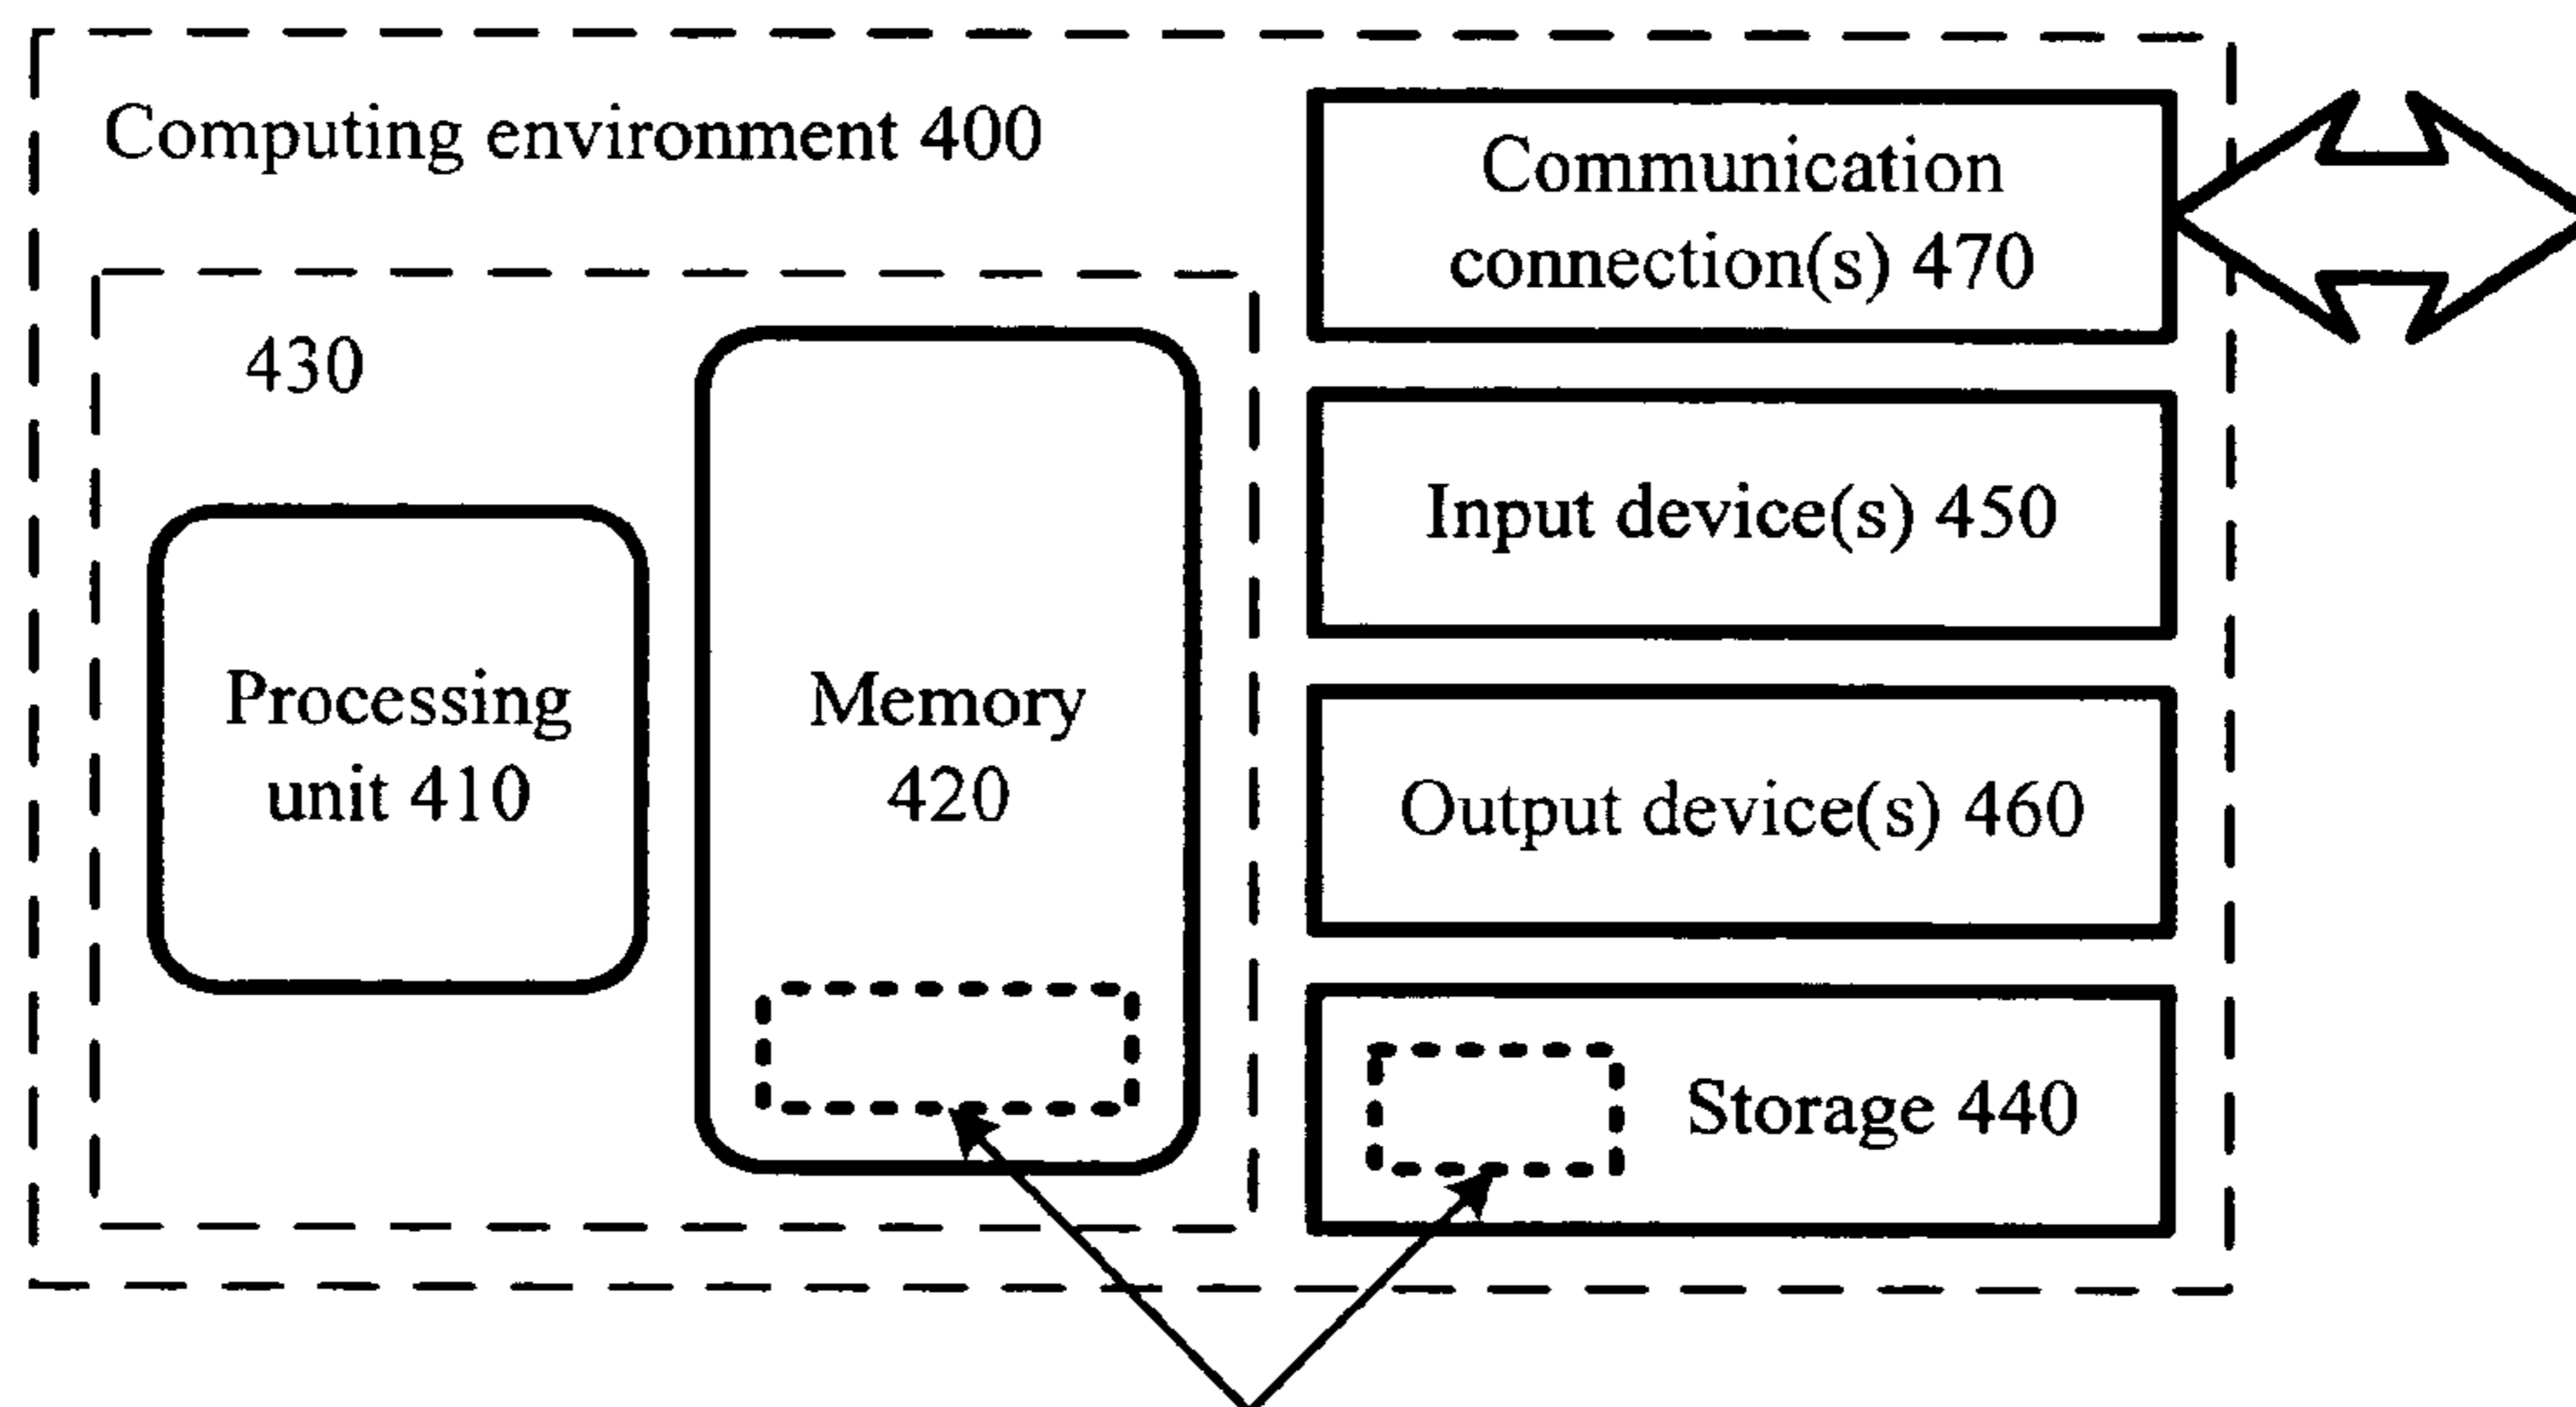 Computing environment 400
Communication
connection(s) 470
430
Input device(s) 450
Processing
unit 410
Memory
420
Output device(s) 460
Storage 440